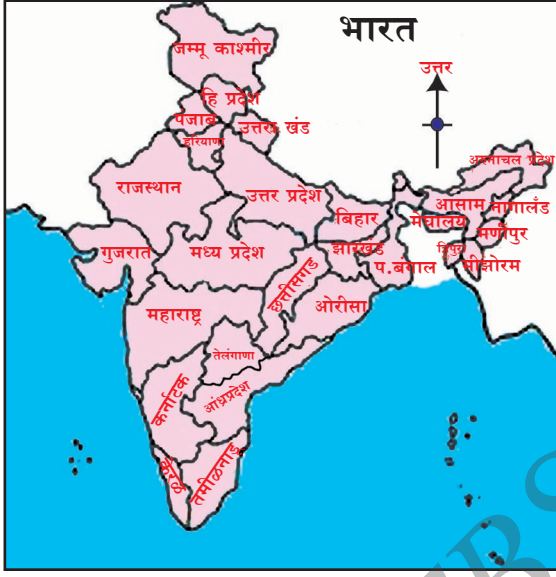 भारत
उत्तर
जम्मू काश्मीर
हि प्रदेश
पंजाब
उत्तरा खंड
हरियाणा
राजस्थान
उत्तर प्रदेश
बिहार
अरुनाचल प्रदेश
आसाम
नागालँड
मेघालय
मणीपुर
त्रिपुरा
मीझोरम
गुजरात
मध्य प्रदेश
झारखंड
प.बंगाल
छत्तीसगड
ओरीसा
महाराष्ट्र
तेलंगाणा
कर्नाटक
आंध्रप्रदेश
केरळ
तमीळनाडू